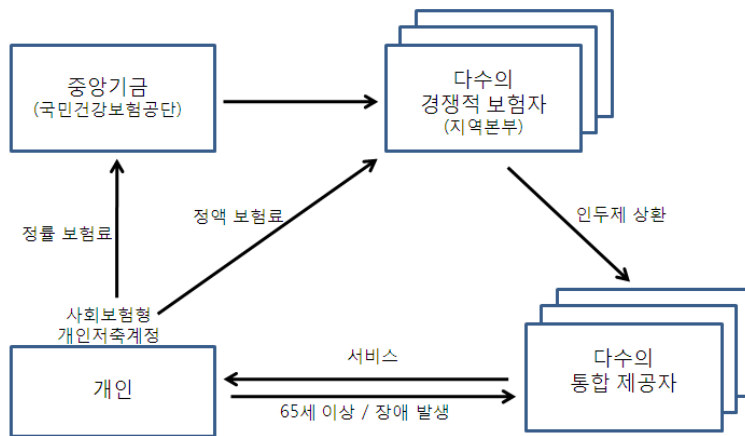 중앙기금
(국민건강보험공단)
다수의
경쟁적 보험자
(지역본부)
정률 보험료
정액 보험료
인두제 상환
사회보험형
개인저축계정
개인
서비스
65세 이상 / 장애 발생
다수의
통합 제공자